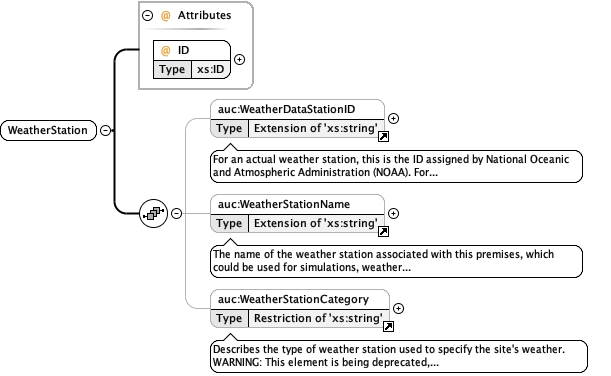 @ Attributes
@ ID
Type xs:ID
WeatherStation
auc:WeatherDataStationID
Type Extension of 'xs:string'
For an actual weather station, this is the ID assigned by National Oceanic
and Atmospheric Administration (NOAA). For...
auc:WeatherStationName
Type Extension of 'xs:string'
The name of the weather station associated with this premises, which
could be used for simulations, weather...
auc:WeatherStationCategory
Type Restriction of 'xs:string'
Describes the type of weather station used to specify the site's weather.
WARNING: This element is being deprecated,...